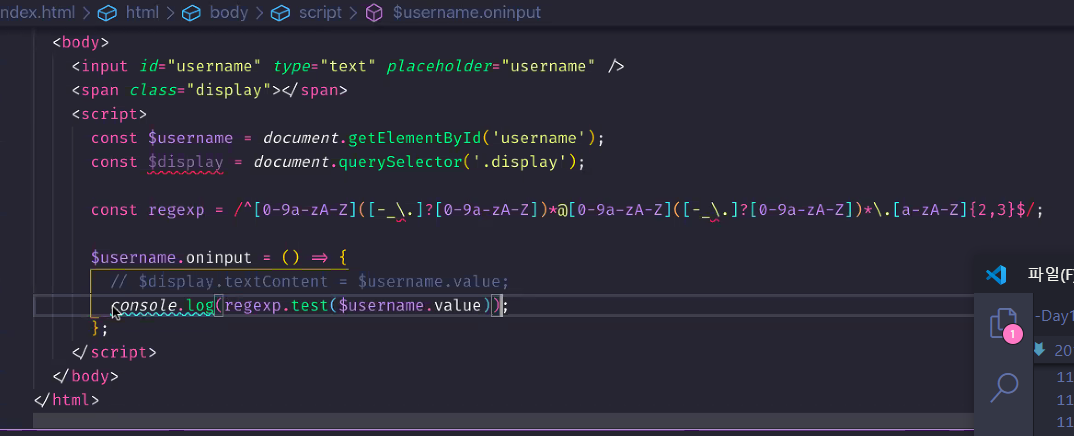 ndex.html > html > body > script > $username.oninput
<body>
<input id="username" type="text" placeholder="username" />
<span class="display"></span>
<script>
const $username = document.getElementById('username');
const $display = document.querySelector('.display');
const regexp = /^[0-9a-zA-Z]([-_\.]?[0-9a-zA-Z])*@[0-9a-zA-Z]([-_\.]?[0-9a-zA-Z])*\.[a-zA-Z]{2,3}$/;
$username.oninput = () => {
// $display.textContent = $username.value;
console.log(regexp.test($username.value));
};
</script>
</body>
</html>
파일(F)
-Day1
1
20
11
11
11